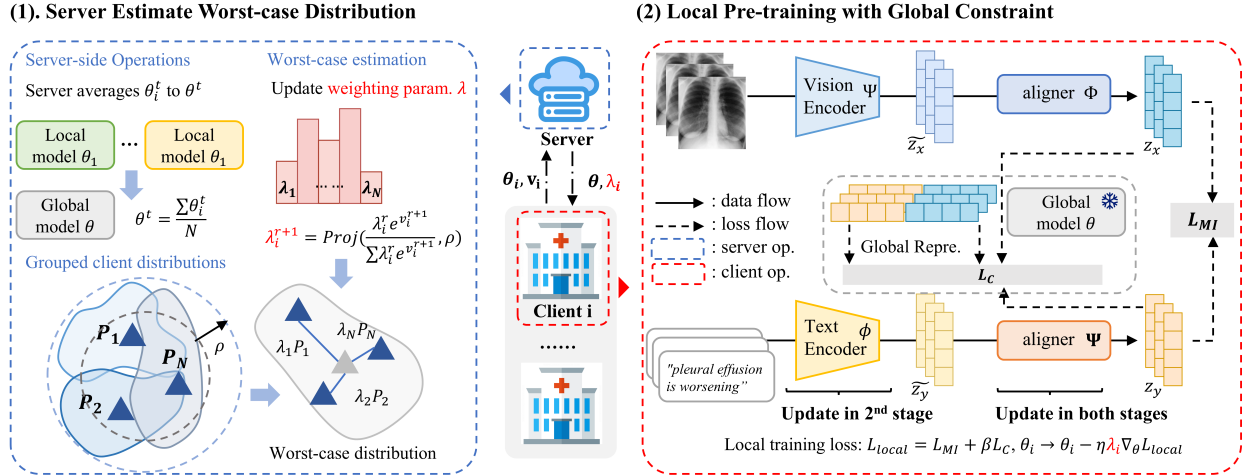 (1). Server Estimate Worst-case Distribution
Server-side Operations
Server averages θ_i^t to θ^t
Local model θ_1
...
Local model θ_1
Global model θ
θ^t = ∑θ_i^t / N
Worst-case estimation
Update weighting param. λ
λ_1 ... ... λ_N
λ_i^{r+1} = Proj(λ_i^r e^{v_i^{r+1}} / ∑λ_i^r e^{v_i^{r+1}}, ρ)
Grouped client distributions
P_1
P_N
P_2
ρ
λ_1P_1
λ_NP_N
λ_2P_2
Worst-case distribution
Server
θ_i, v_i
θ, λ_i
Client i
......
(2) Local Pre-training with Global Constraint
Vision Encoder Ψ
z̃_x
aligner Φ
z_x
: data flow
: loss flow
: server op.
: client op.
Global Repre.
Global model θ
L_C
L_MI
"pleural effusion
is worsening”
Text Encoder ϕ
z̃_y
aligner Ψ
z_y
Update in 2nd stage
Update in both stages
Local training loss: L_local = L_MI + βL_C, θ_i → θ_i − ηλ_i∇_θL_local